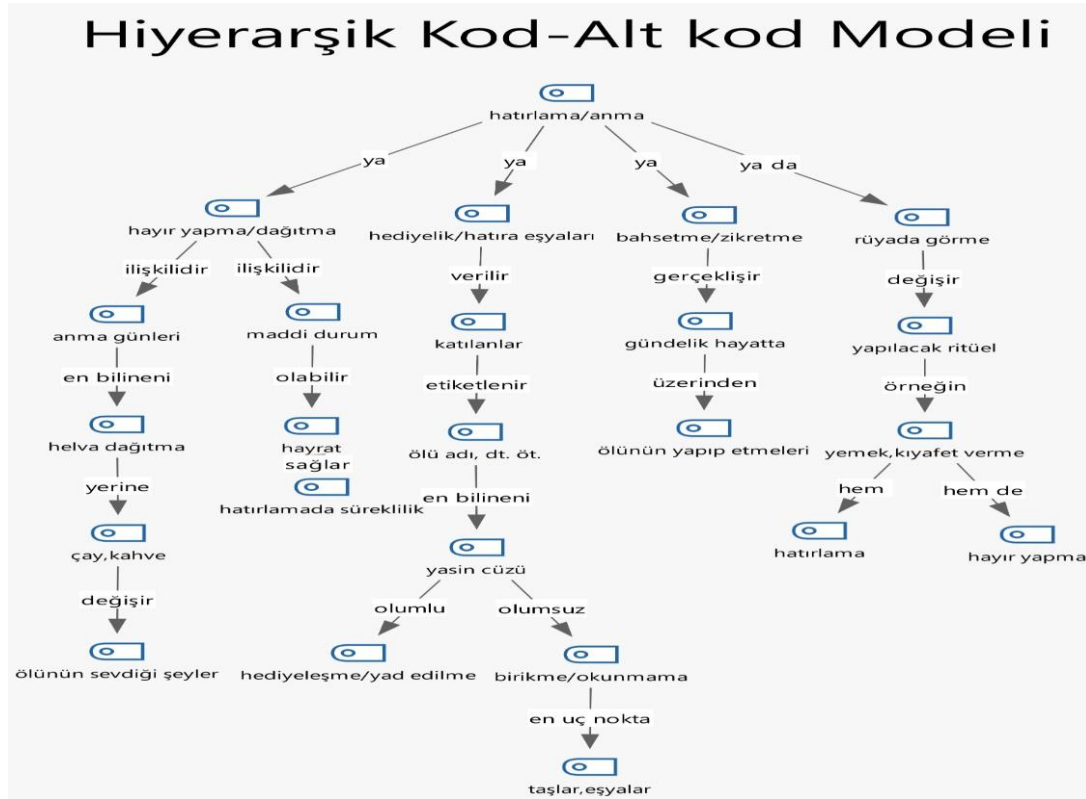 Hiyerarşik Kod-Alt kod Modeli
hatırlama/anma
ya
ya
ya
ya da
hayır yapma/dağıtma
hediyelik/hatıra eşyaları
bahsetme/zikretme
rüyada görme
ilişkilidir
ilişkilidir
verilir
gerçeklişir
değişir
anma günleri
maddi durum
katılanlar
gündelik hayatta
yapılacak ritüel
en bilineni
olabilir
etiketlenir
üzerinden
örneğin
helva dağıtma
hayrat
ölü adı, dt. öt.
ölünün yapıp etmeleri
yemek,kıyafet verme
sağlar
yerine
hatırlamada süreklilik
en bilineni
hem
hem de
çay,kahve
yasin cüzü
hatırlama
hayır yapma
değişir
olumlu
olumsuz
ölünün sevdiği şeyler
hediyeleşme/yad edilme
birikme/okunmama
en uç nokta
taşlar,eşyalar